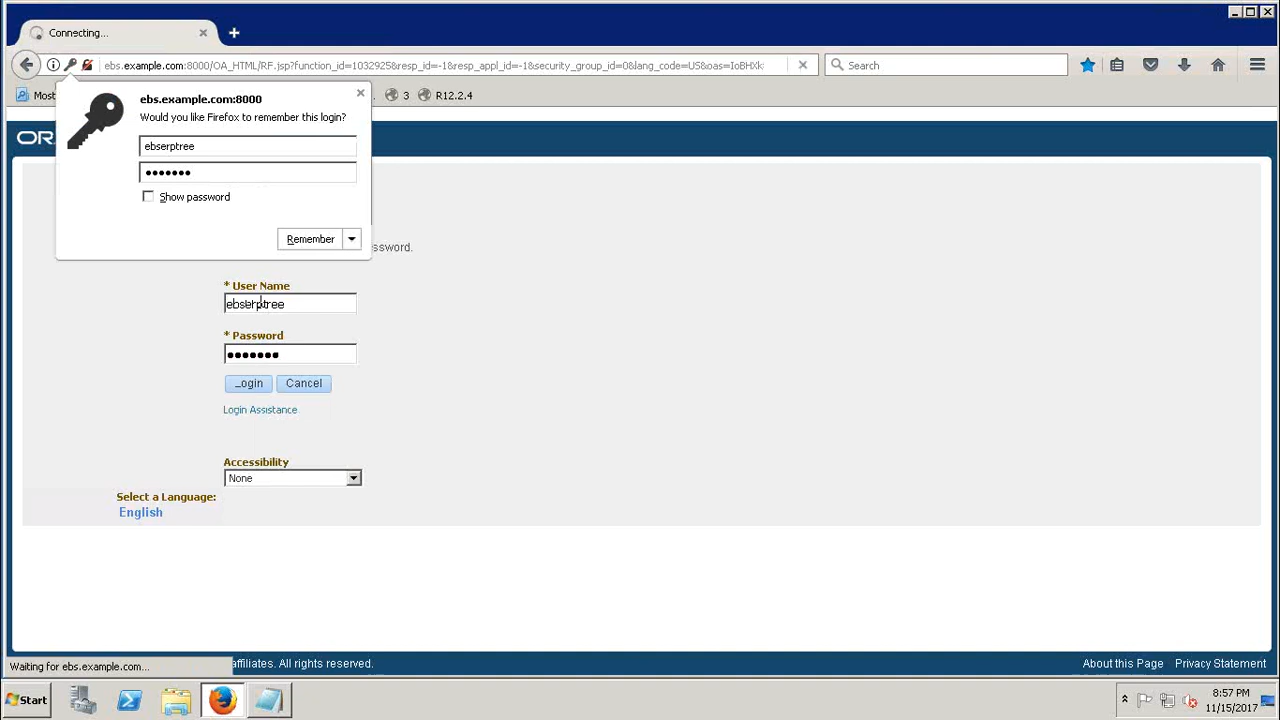 Connecting...
ebs.example.com:8000/OA_HTML/RF.jsp?function_id=1032925&resp_id=-1&resp_appl_id=-1&security_group_id=0&lang_code=US&oas=IoBHXk
Search
Most
3
R12.2.4
ebs.example.com:8000
Would you like Firefox to remember this login?
ebserptree
Show password
Remember
OR
ssword.
* User Name
ebserptree
* Password
_ogin
Cancel
Login Assistance
Accessibility
None
Select a Language:
English
Waiting for ebs.example.com...
affiliates. All rights reserved.
About this Page
Privacy Statement
Start
8:57 PM
11/15/2017